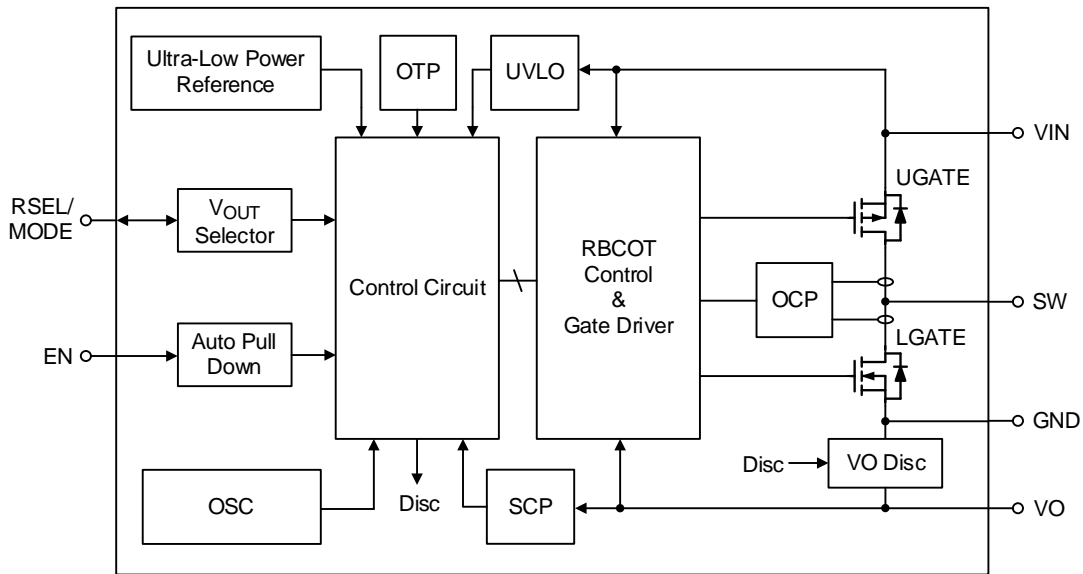 Ultra-Low Power
Reference
OTP
UVLO
VIN
UGATE
RSEL/
MODE
VOUT
Selector
Control Circuit
RBCOT
Control
&
Gate Driver
OCP
SW
LGATE
EN
Auto Pull
Down
GND
Disc
VO Disc
OSC
Disc
SCP
VO